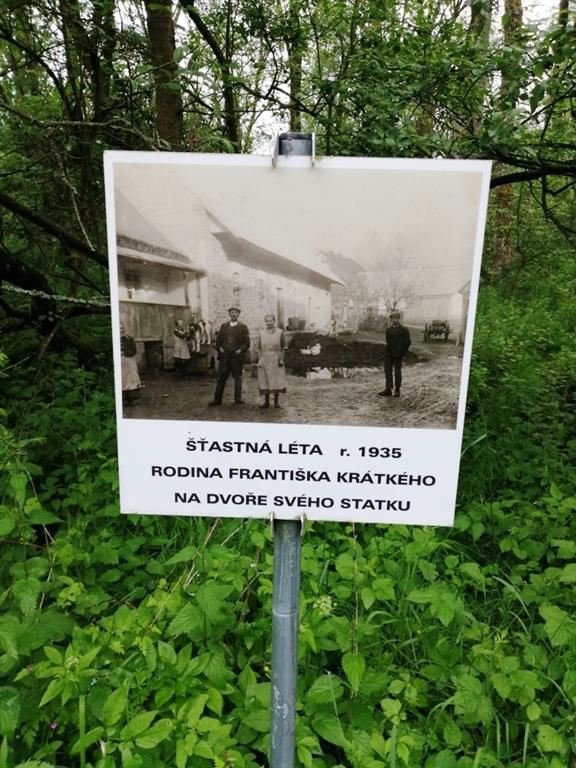 ŠŤASTNÁ LÉTA r. 1935
RODINA FRANTIŠKA KRÁTKÉHO
NA DVOŘE SVÉHO STATKU